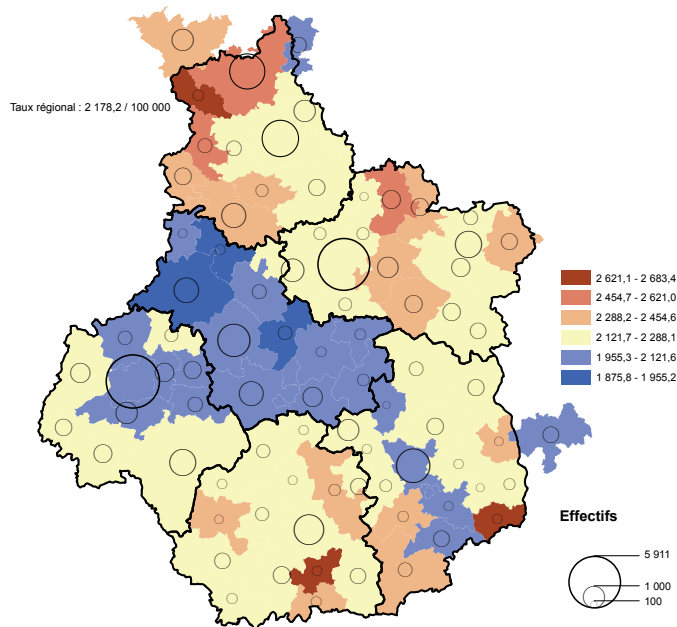 Taux régional : 2 178,2 / 100 000
2 621,1 - 2 683,4
2 454,7 - 2 621,0
2 288,2 - 2 454,6
2 121,7 - 2 288,1
1 955,3 - 2 121,6
1 875,8 - 1 955,2
Effectifs
5 911
1 000
100